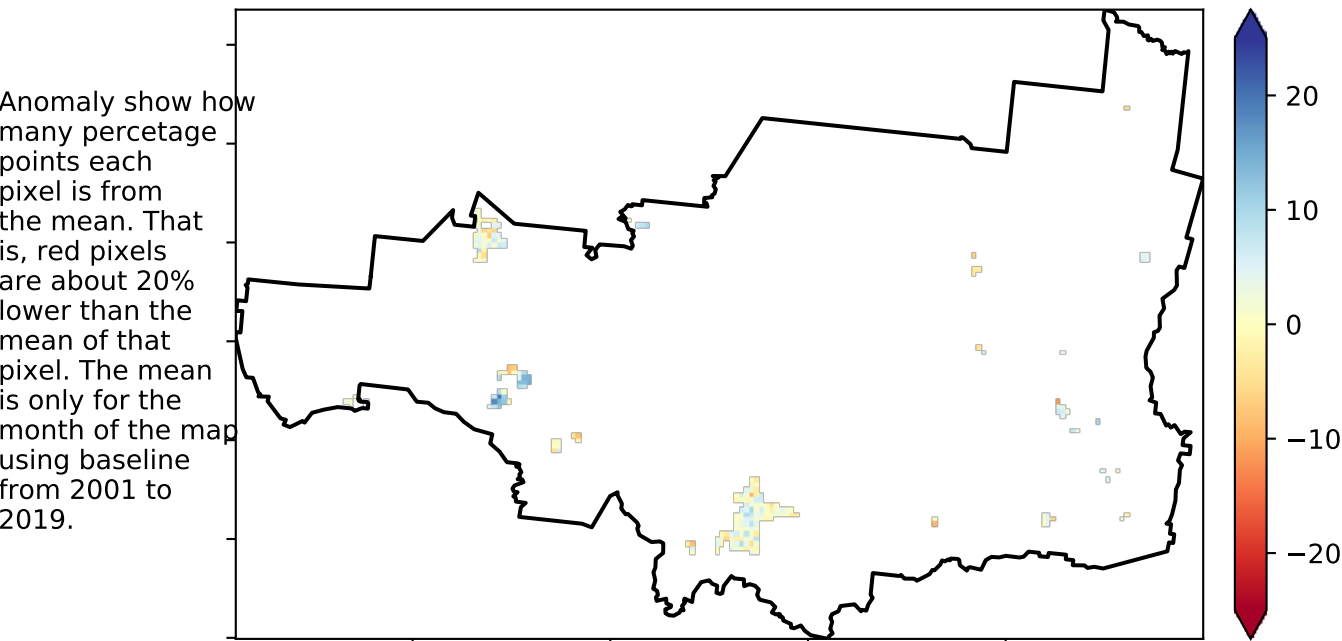 Anomaly show how
many percetage
points each
pixel is from
the mean. That
is, red pixels
are about 20%
lower than the
mean of that
pixel. The mean
is only for the
month of the map
using baseline
from 2001 to
2019.
20
10
0
−10
−20